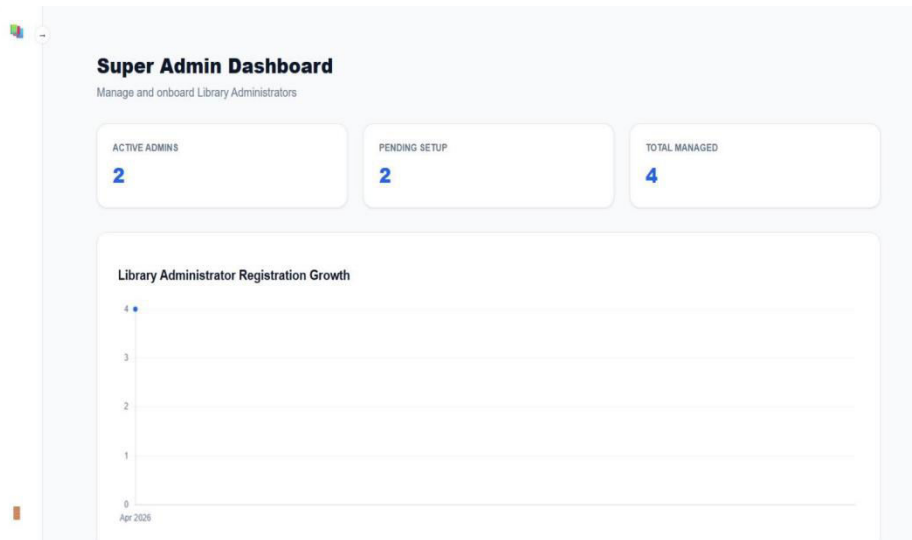 Super Admin Dashboard
Manage and onboard Library Administrators
ACTIVE ADMINS
2
PENDING SETUP
2
TOTAL MANAGED
4
Library Administrator Registration Growth
4
3
2
1
0
Apr 2026